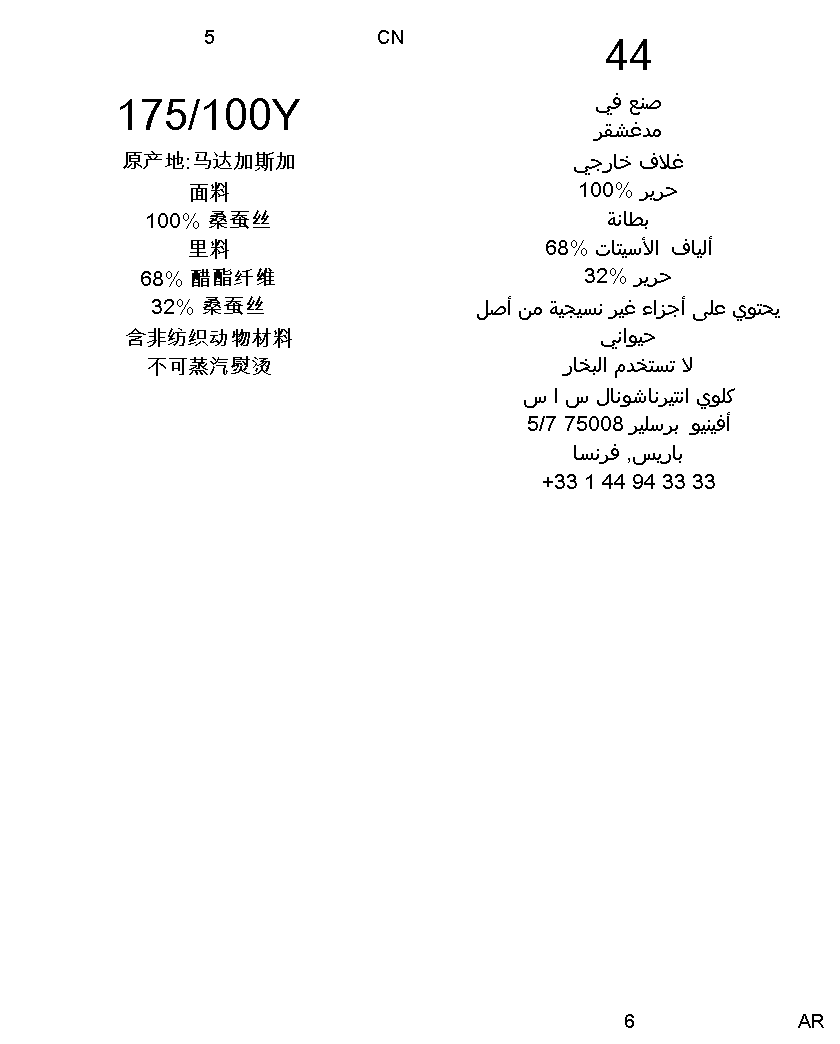 5
CN
175/100Y
原产地:马达加斯加
面料
100% 桑蚕丝
里料
68% 醋酯纤维
32% 桑蚕丝
含非纺织动物材料
不可蒸汽熨烫
44
صنع في
مدغشقر
غلاف خارجي
حرير %100
بطانة
ألياف الأسيتات %68
حرير %32
يحتوي على أجزاء غير نسيجية من أصل
حيواني
لا تستخدم البخار
كلوي انتيرناشونال س ا س
أفينيو برسلير 75008 5/7
باريس, فرنسا
+33 1 44 94 33 33
6
AR